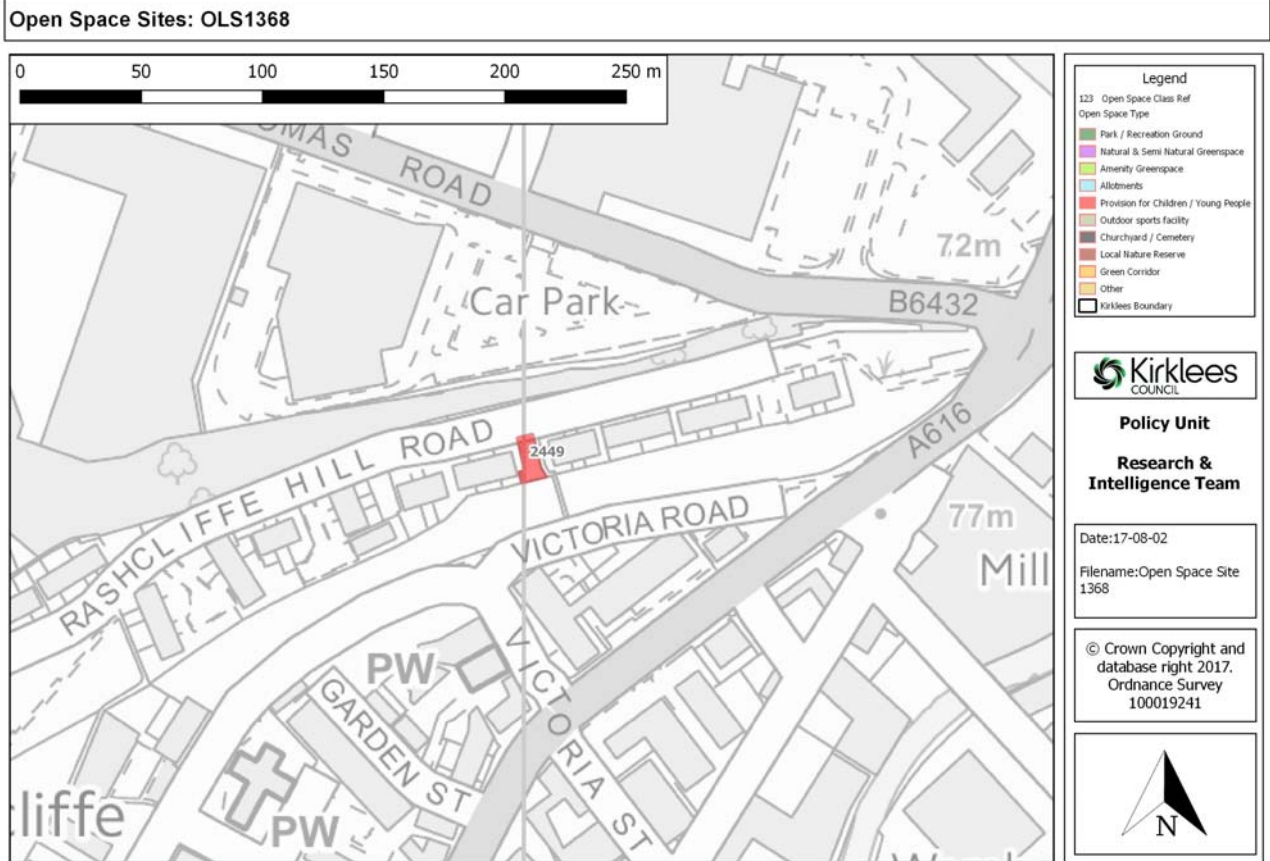 Open Space Sites: OLS1368
0 50 100 150 200 250 m
OMAS ROAD
72m
Car Park
B6432
RASHCLIFFE HILL ROAD
2449
A616
VICTORIA ROAD
77m
Mill
PW
VICTORIA ST
GARDEN ST
cliffe
PW
Legend
123 Open Space Class Ref
Open Space Type
Park / Recreation Ground
Natural & Semi Natural Greenspace
Amenity Greenspace
Allotments
Provision for Children / Young People
Outdoor sports facility
Churchyard / Cemetery
Local Nature Reserve
Green Corridor
Other
Kirklees Boundary
Kirklees
COUNCIL
Policy Unit
Research &
Intelligence Team
Date:17-08-02
Filename:Open Space Site
1368
© Crown Copyright and
database right 2017.
Ordnance Survey
100019241
N